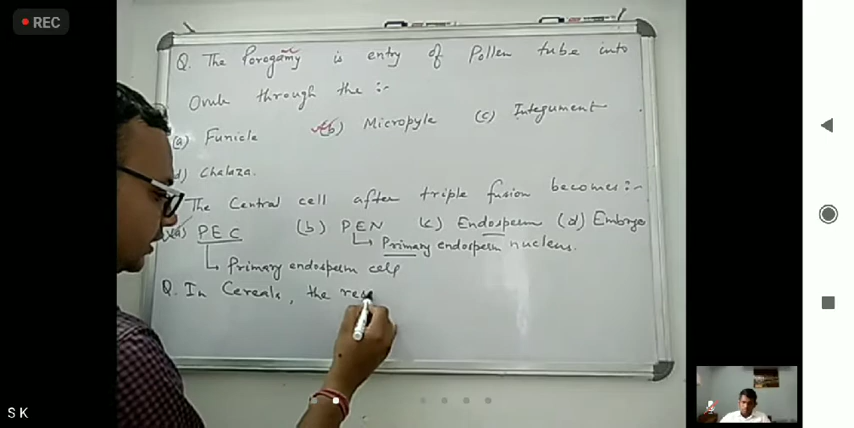 REC
Q. The Porogamy is entry of Pollen tube into
Ovule through the :-
(a) Funicle (b) Micropyle (c) Integument
d) Chalaza.
The Central cell after triple fusion becomes :-
(a) PEC (b) PEN (c) Endosperm (d) Embryo
Primary endosperm nucleus.
Primary endosperm cell
Q. In Cereals, the res
S K